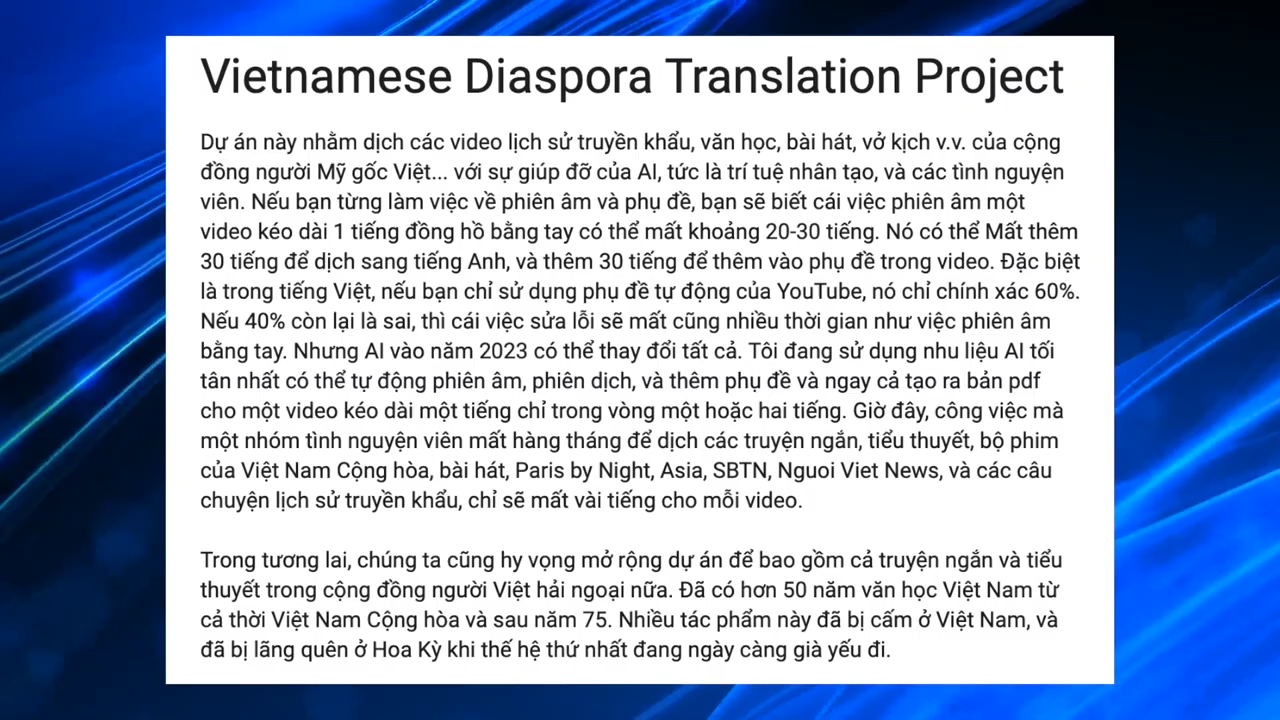 Vietnamese Diaspora Translation Project
Dự án này nhằm dịch các video lịch sử truyền khẩu, văn học, bài hát, vở kịch v.v. của cộng
đồng người Mỹ gốc Việt... với sự giúp đỡ của AI, tức là trí tuệ nhân tạo, và các tình nguyện
viên. Nếu bạn từng làm việc về phiên âm và phụ đề, bạn sẽ biết cái việc phiên âm một
video kéo dài 1 tiếng đồng hồ bằng tay có thể mất khoảng 20-30 tiếng. Nó có thể Mất thêm
30 tiếng để dịch sang tiếng Anh, và thêm 30 tiếng để thêm vào phụ đề trong video. Đặc biệt
là trong tiếng Việt, nếu bạn chỉ sử dụng phụ đề tự động của YouTube, nó chỉ chính xác 60%.
Nếu 40% còn lại là sai, thì cái việc sửa lỗi sẽ mất cũng nhiều thời gian như việc phiên âm
bằng tay. Nhưng AI vào năm 2023 có thể thay đổi tất cả. Tôi đang sử dụng nhu liệu AI tối
tân nhất có thể tự động phiên âm, phiên dịch, và thêm phụ đề và ngay cả tạo ra bản pdf
cho một video kéo dài một tiếng chỉ trong vòng một hoặc hai tiếng. Giờ đây, công việc mà
một nhóm tình nguyện viên mất hàng tháng để dịch các truyện ngắn, tiểu thuyết, bộ phim
của Việt Nam Cộng hòa, bài hát, Paris by Night, Asia, SBTN, Nguoi Viet News, và các câu
chuyện lịch sử truyền khẩu, chỉ sẽ mất vài tiếng cho mỗi video.
Trong tương lai, chúng ta cũng hy vọng mở rộng dự án để bao gồm cả truyện ngắn và tiểu
thuyết trong cộng đồng người Việt hải ngoại nữa. Đã có hơn 50 năm văn học Việt Nam từ
cả thời Việt Nam Cộng hòa và sau năm 75. Nhiều tác phẩm này đã bị cấm ở Việt Nam, và
đã bị lãng quên ở Hoa Kỳ khi thế hệ thứ nhất đang ngày càng già yếu đi.